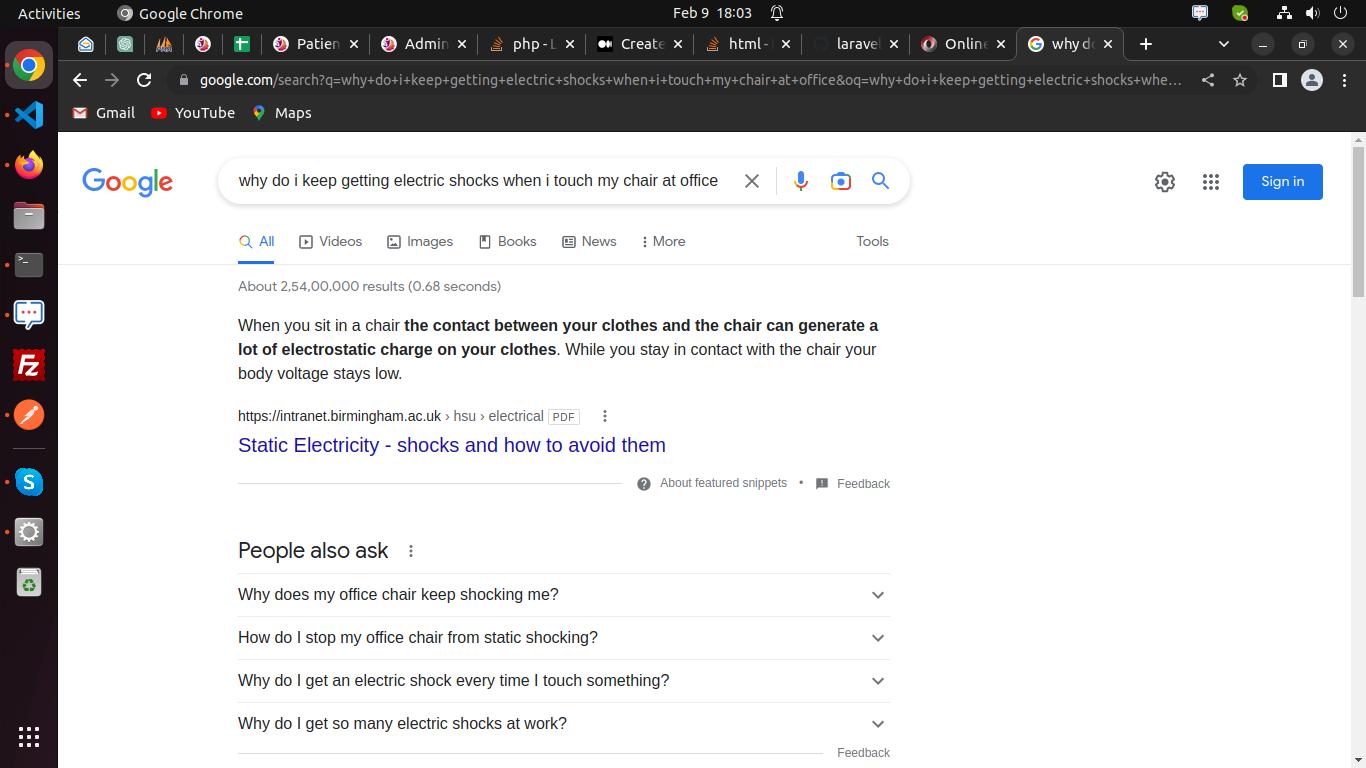 Activities
Google Chrome
Feb 9 18:03
Patien
Admin
php - L
Create
html -
laravel
Online
why do
google.com/search?q=why+do+i+keep+getting+electric+shocks+when+i+touch+my+chair+at+office&oq=why+do+i+keep+getting+electric+shocks+whe...
Gmail
YouTube
Maps
Google
why do i keep getting electric shocks when i touch my chair at office
Sign in
All
Videos
Images
Books
News
More
Tools
About 2,54,00,000 results (0.68 seconds)
When you sit in a chair the contact between your clothes and the chair can generate a
lot of electrostatic charge on your clothes. While you stay in contact with the chair your
body voltage stays low.
https://intranet.birmingham.ac.uk › hsu › electrical PDF
Static Electricity - shocks and how to avoid them
About featured snippets • Feedback
People also ask
Why does my office chair keep shocking me?
How do I stop my office chair from static shocking?
Why do I get an electric shock every time I touch something?
Why do I get so many electric shocks at work?
Feedback